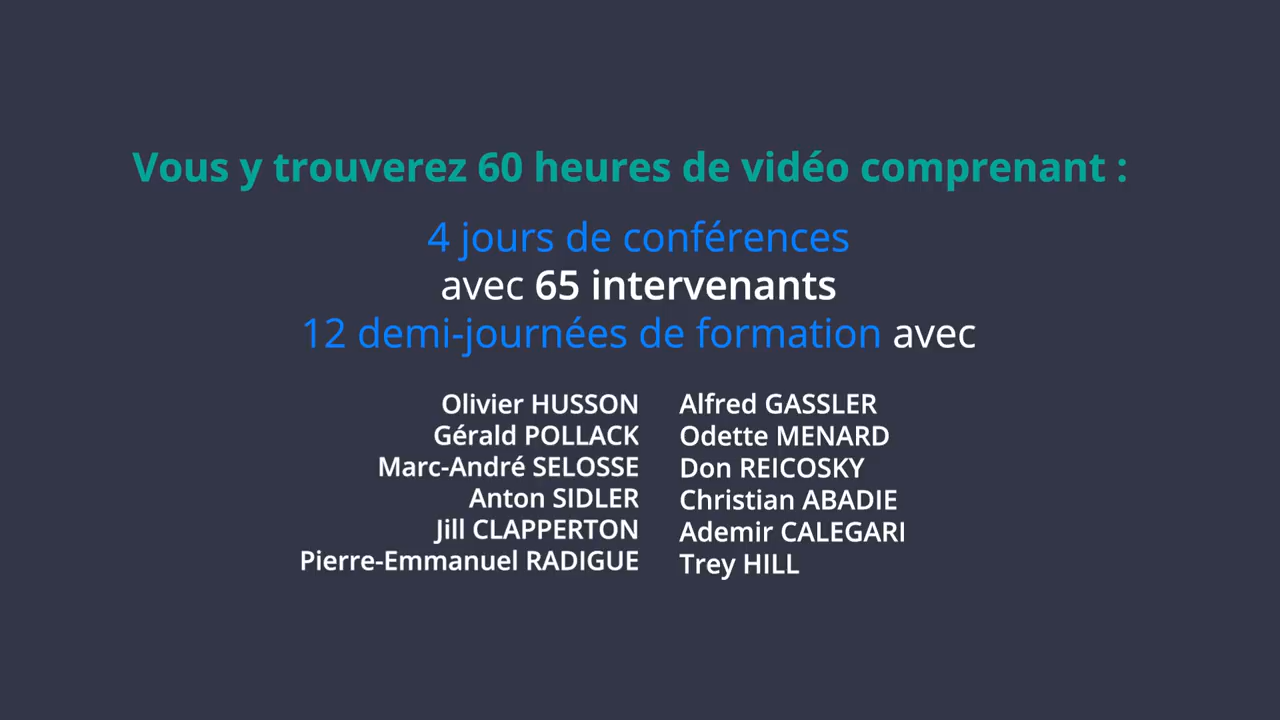 Vous y trouverez 60 heures de vidéo comprenant :
4 jours de conférences
avec 65 intervenants
12 demi-journées de formation avec
Olivier HUSSON
Gérald POLLACK
Marc-André SELOSSE
Anton SIDLER
Jill CLAPPERTON
Pierre-Emmanuel RADIGUE
Alfred GASSLER
Odette MENARD
Don REICOSKY
Christian ABADIE
Ademir CALEGARI
Trey HILL